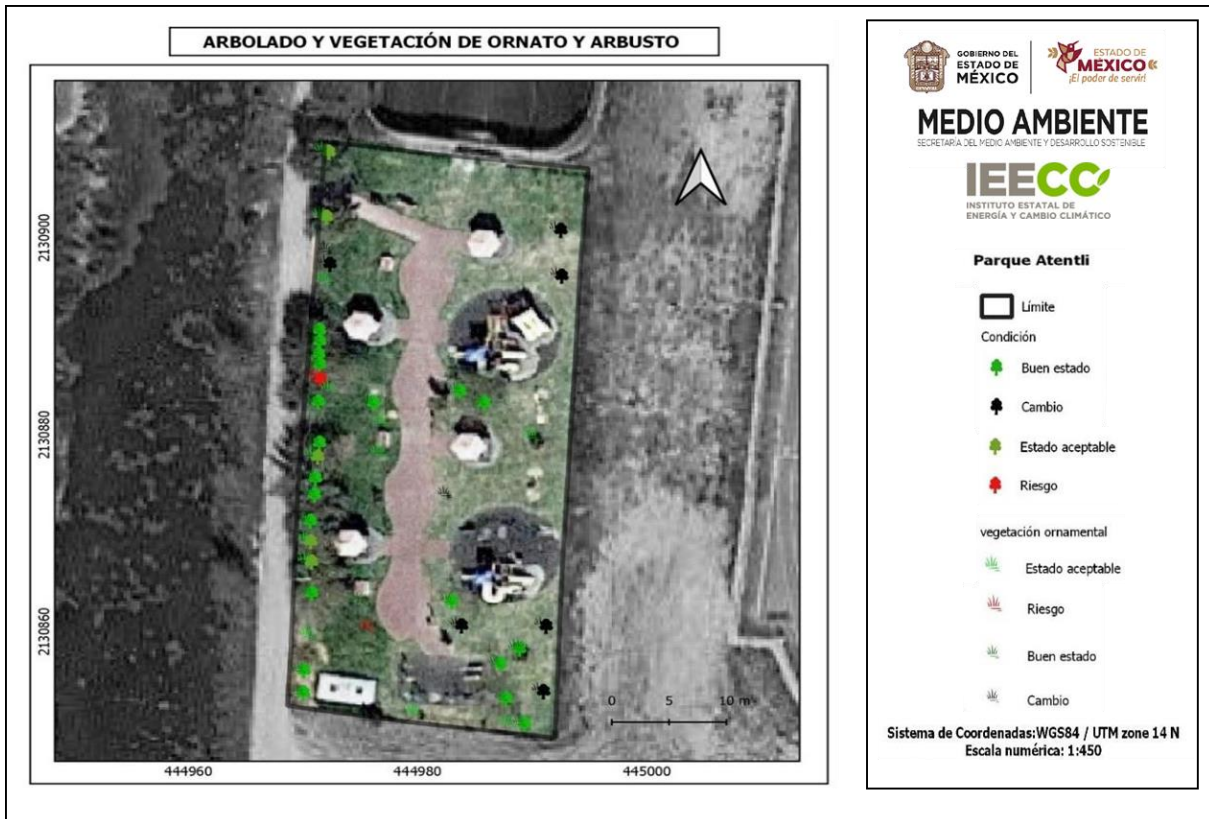 ARBOLADO Y VEGETACIÓN DE ORNATO Y ARBUSTO
2130900
2130880
2130860
0 5 10 m
444960 444980 445000
GOBIERNO DEL
ESTADO DE
MÉXICO
ESTADO DE
MÉXICO
¡El poder de servir!
MEDIO AMBIENTE
SECRETARÍA DEL MEDIO AMBIENTE Y DESARROLLO SOSTENIBLE
IEECC
INSTITUTO ESTATAL DE
ENERGÍA Y CAMBIO CLIMÁTICO
Parque Atentli
Límite
Condición
Buen estado
Cambio
Estado aceptable
Riesgo
vegetación ornamental
Estado aceptable
Riesgo
Buen estado
Cambio
Sistema de Coordenadas:WGS84 / UTM zone 14 N
Escala numérica: 1:450